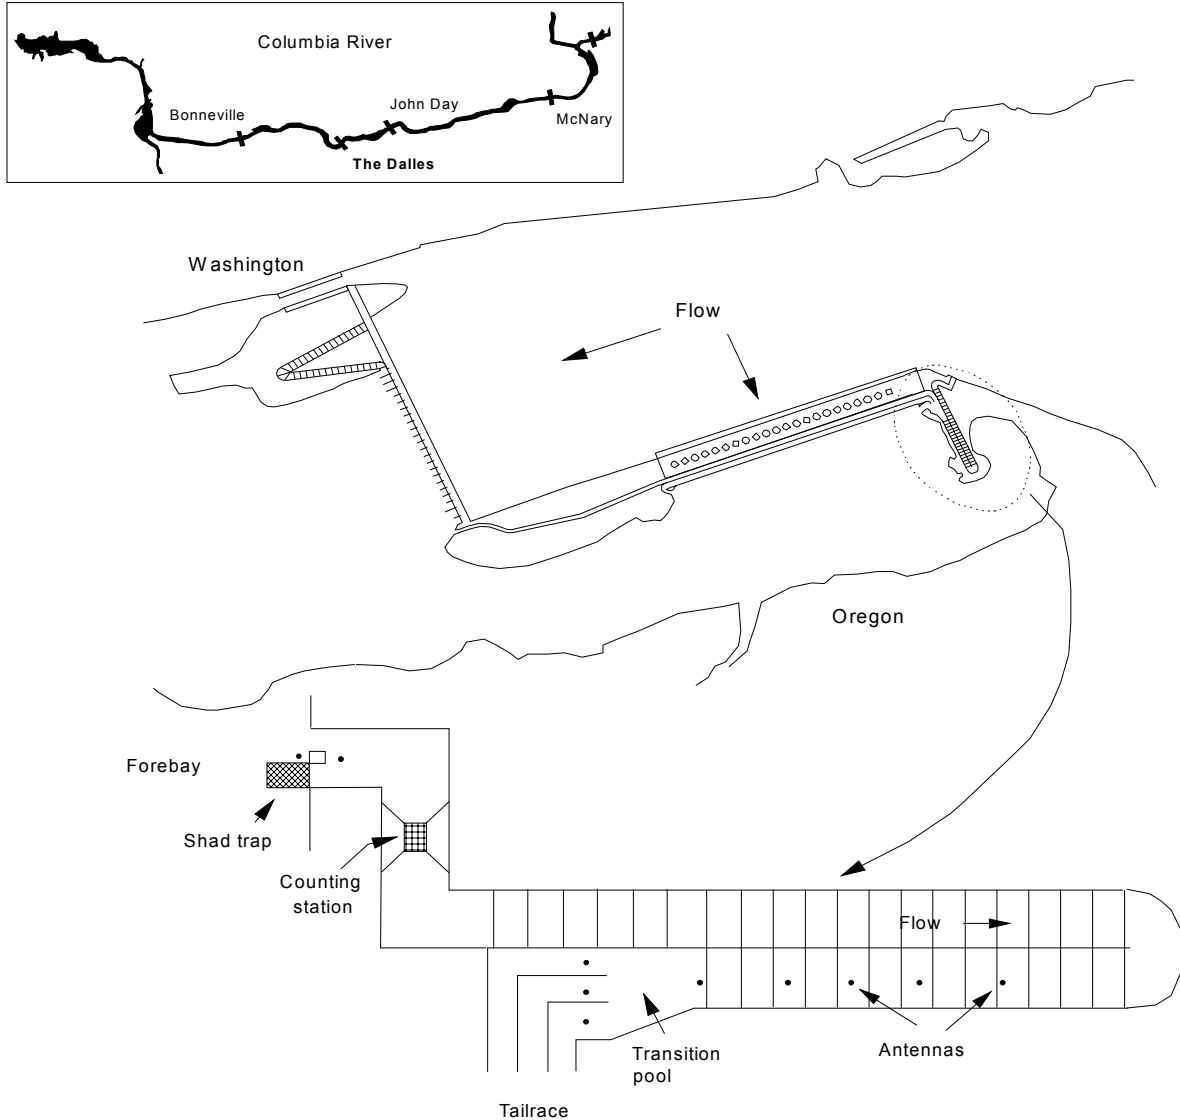 Columbia River
Bonneville
John Day
McNary
The Dalles
Washington
Flow
Oregon
Forebay
Shad trap
Counting
station
Flow
Transition
pool
Antennas
Tailrace